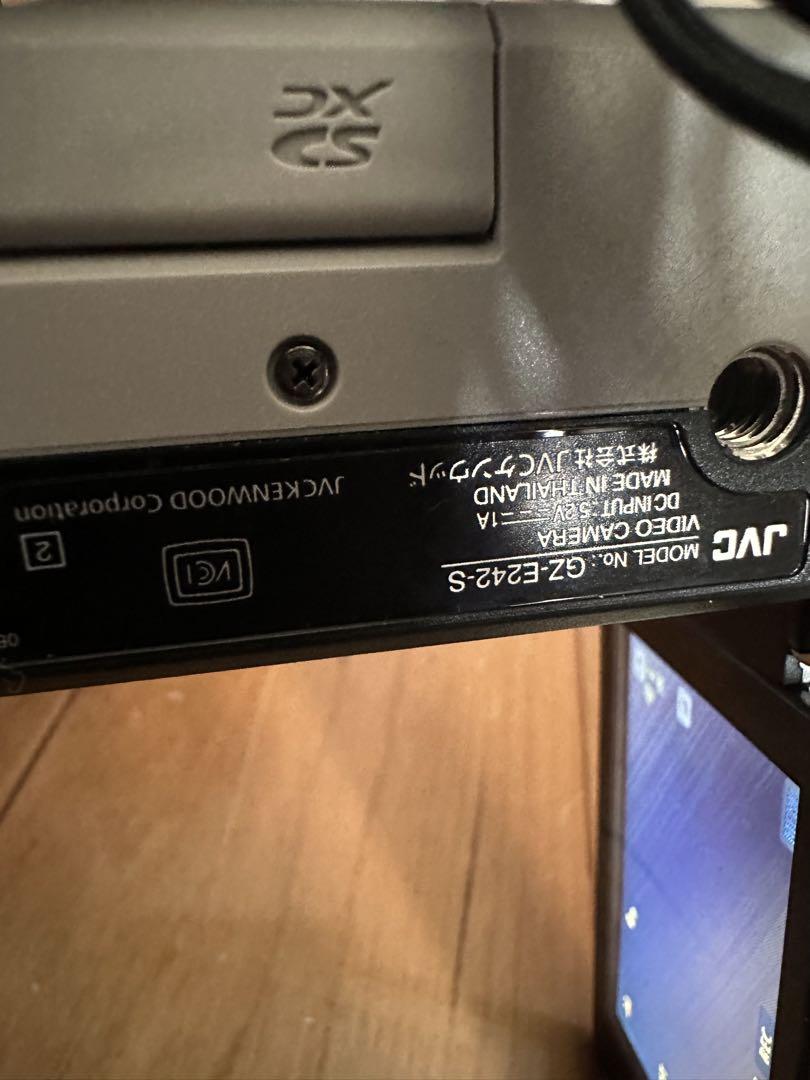 SDXC
JVC
MODEL No.: GZ-E242-S
VIDEO CAMERA
DC INPUT 5.2V ⎓ 1A
MADE IN THAILAND
株式会社 JVCケンウッド
VCI
2
JVCKENWOOD Corporation
REC